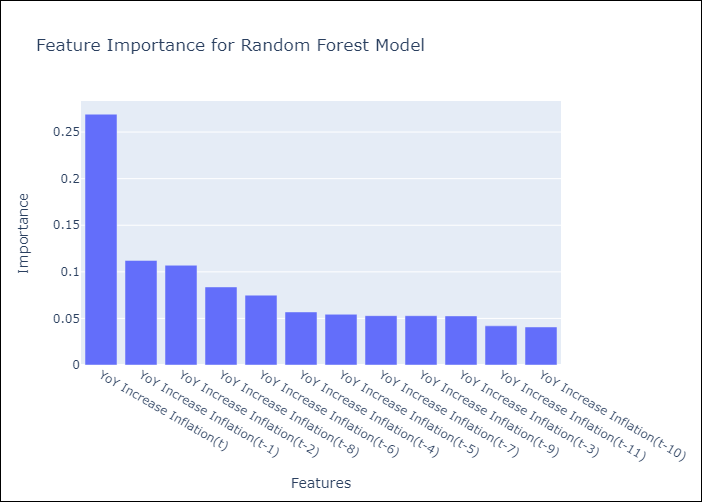 Feature Importance for Random Forest Model
Importance
0.25
0.2
0.15
0.1
0.05
0
YoY Increase Inflation(t)
YoY Increase Inflation(t-1)
YoY Increase Inflation(t-2)
YoY Increase Inflation(t-8)
YoY Increase Inflation(t-6)
YoY Increase Inflation(t-4)
YoY Increase Inflation(t-5)
YoY Increase Inflation(t-7)
YoY Increase Inflation(t-9)
YoY Increase Inflation(t-3)
YoY Increase Inflation(t-11)
YoY Increase Inflation(t-10)
Features